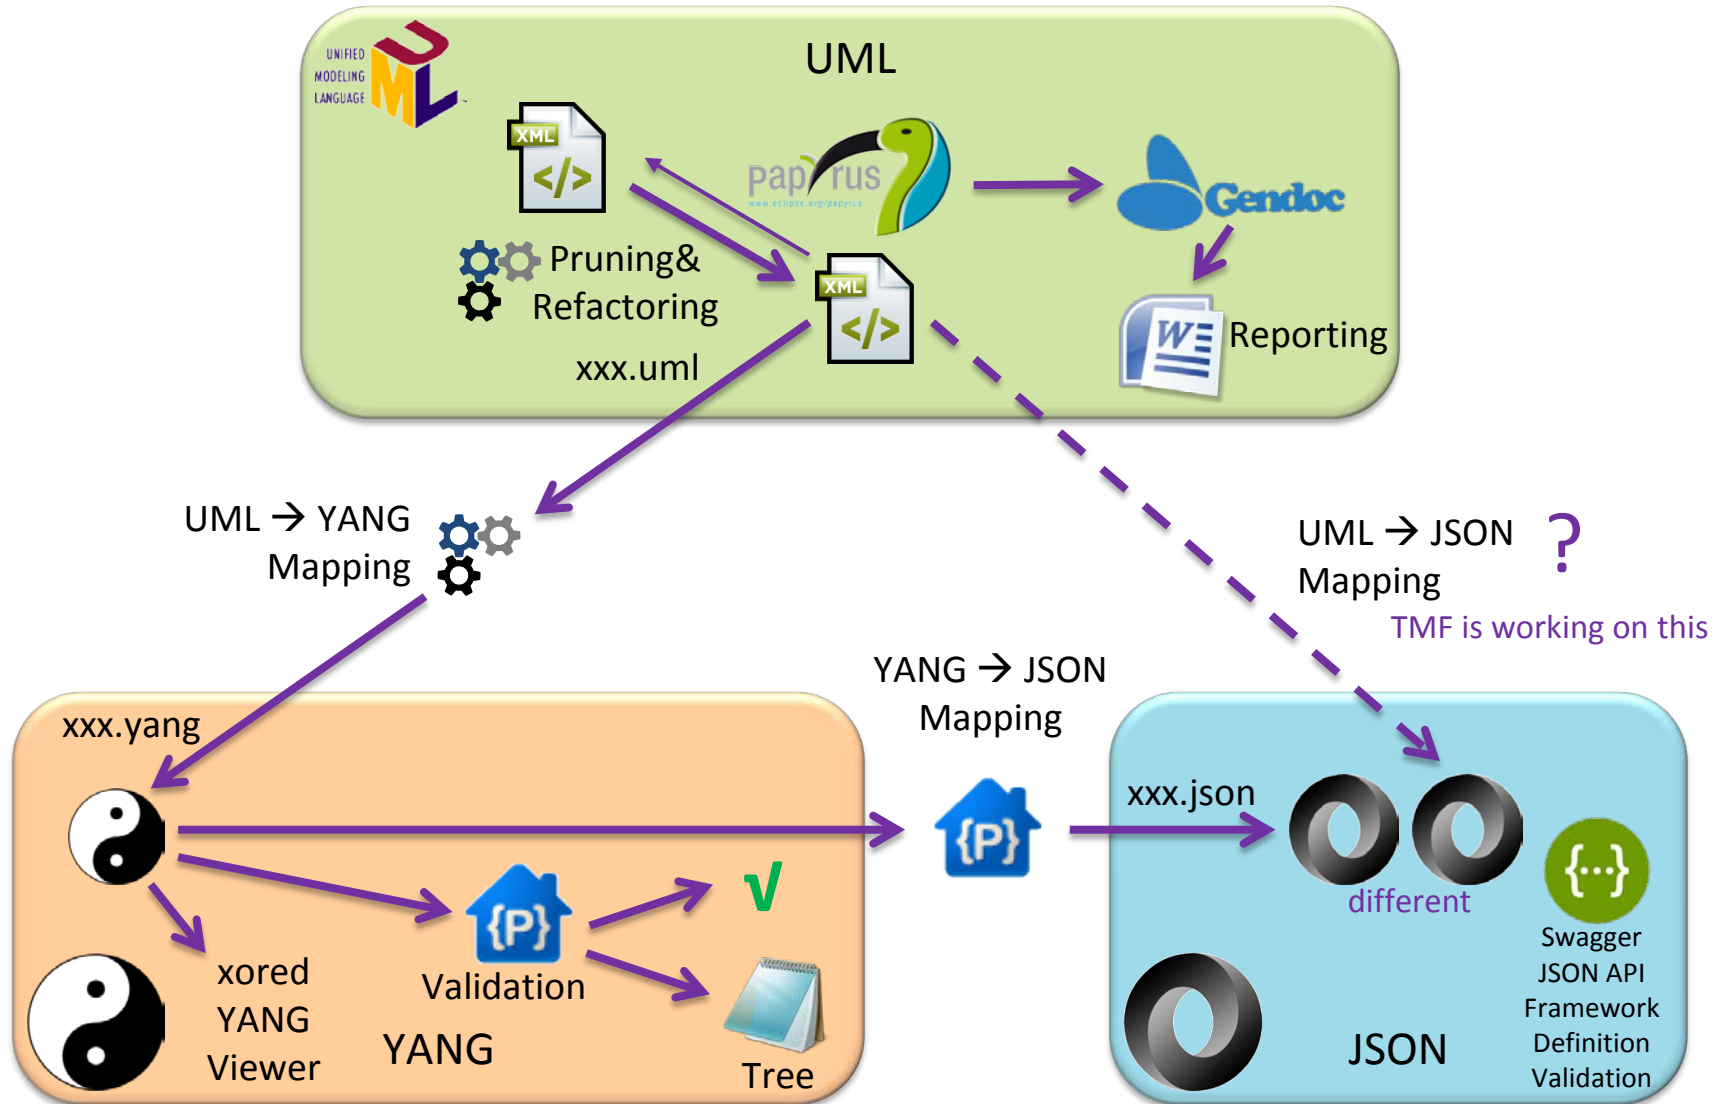 UNIFIED
MODELING
LANGUAGE
UML
™
UML
XML
</>
papyrus
www.eclipse.org/papyrus
Gendoc
Pruning&
Refactoring
XML
</>
W
Reporting
xxx.uml
UML → YANG
Mapping
UML → JSON
Mapping
?
TMF is working on this
YANG → JSON
Mapping
xxx.yang
{P}
xxx.json
√
{P}
Validation
different
{···}
xored
YANG
Viewer
YANG
Tree
JSON
Swagger
JSON API
Framework
Definition
Validation